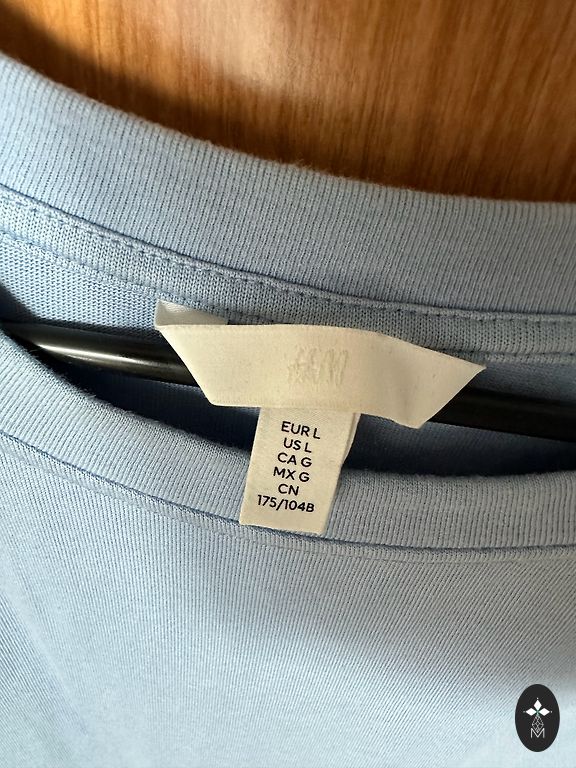 H&M
EUR L
US L
CA G
MX G
CN
175/104B
M